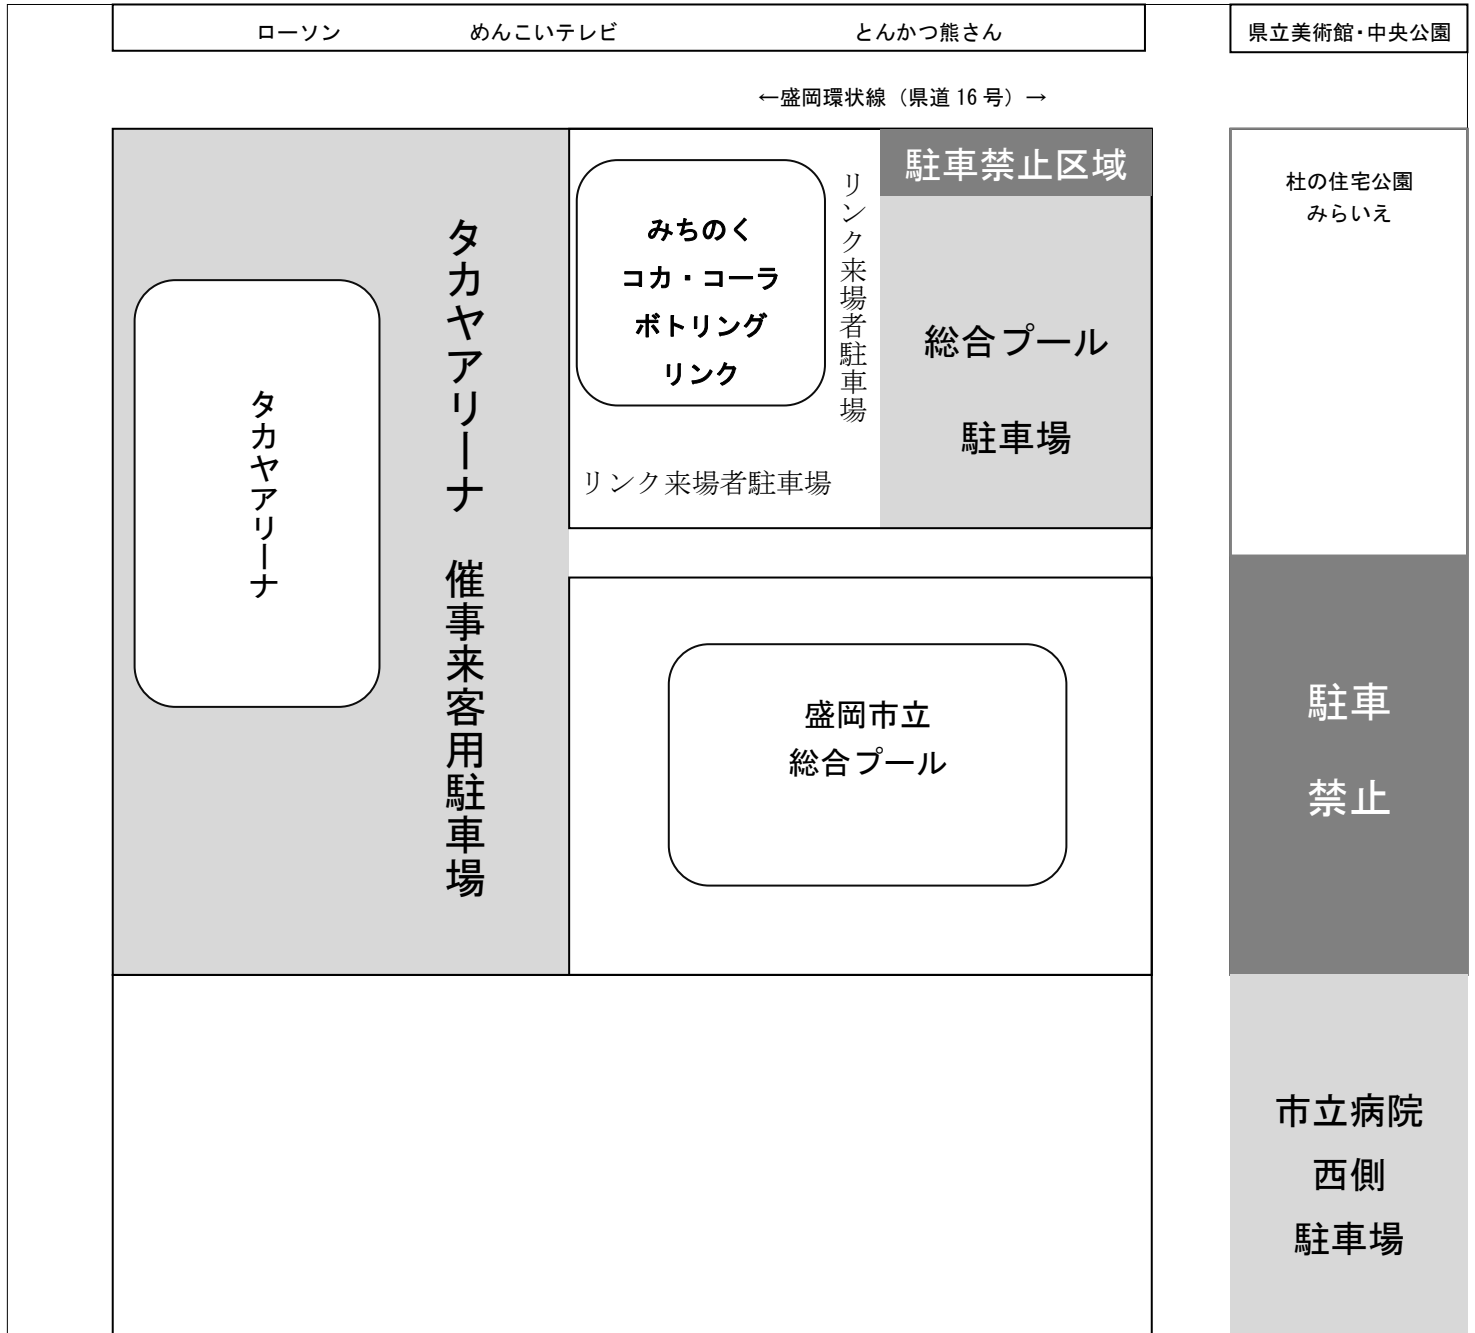 ローソン めんこいテレビ とんかつ熊さん
県立美術館・中央公園
←盛岡環状線（県道16号）→
タカヤアリーナ
タカヤアリーナ 催事来客用駐車場
みちのく
コカ・コーラ
ボトリング
リンク
リンク来場者駐車場
リンク来場者駐車場
駐車禁止区域
総合プール
駐車場
杜の住宅公園
みらいえ
盛岡市立
総合プール
駐車
禁止
市立病院
西側
駐車場